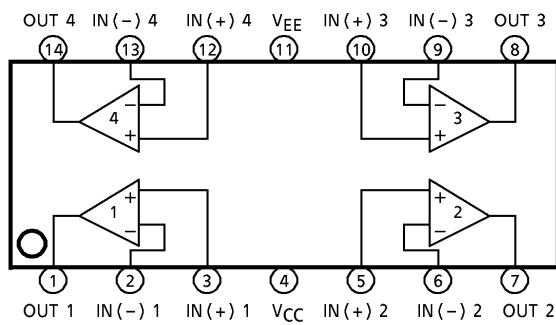 OUT 4 IN(-) 4 IN(+) 4 VEE IN(+) 3 IN(-) 3 OUT 3
14 13 12 11 10 9 8
− −
4 3
+ +
+ +
1 2
− −
1 2 3 4 5 6 7
OUT 1 IN(-) 1 IN(+) 1 VCC IN(+) 2 IN(-) 2 OUT 2